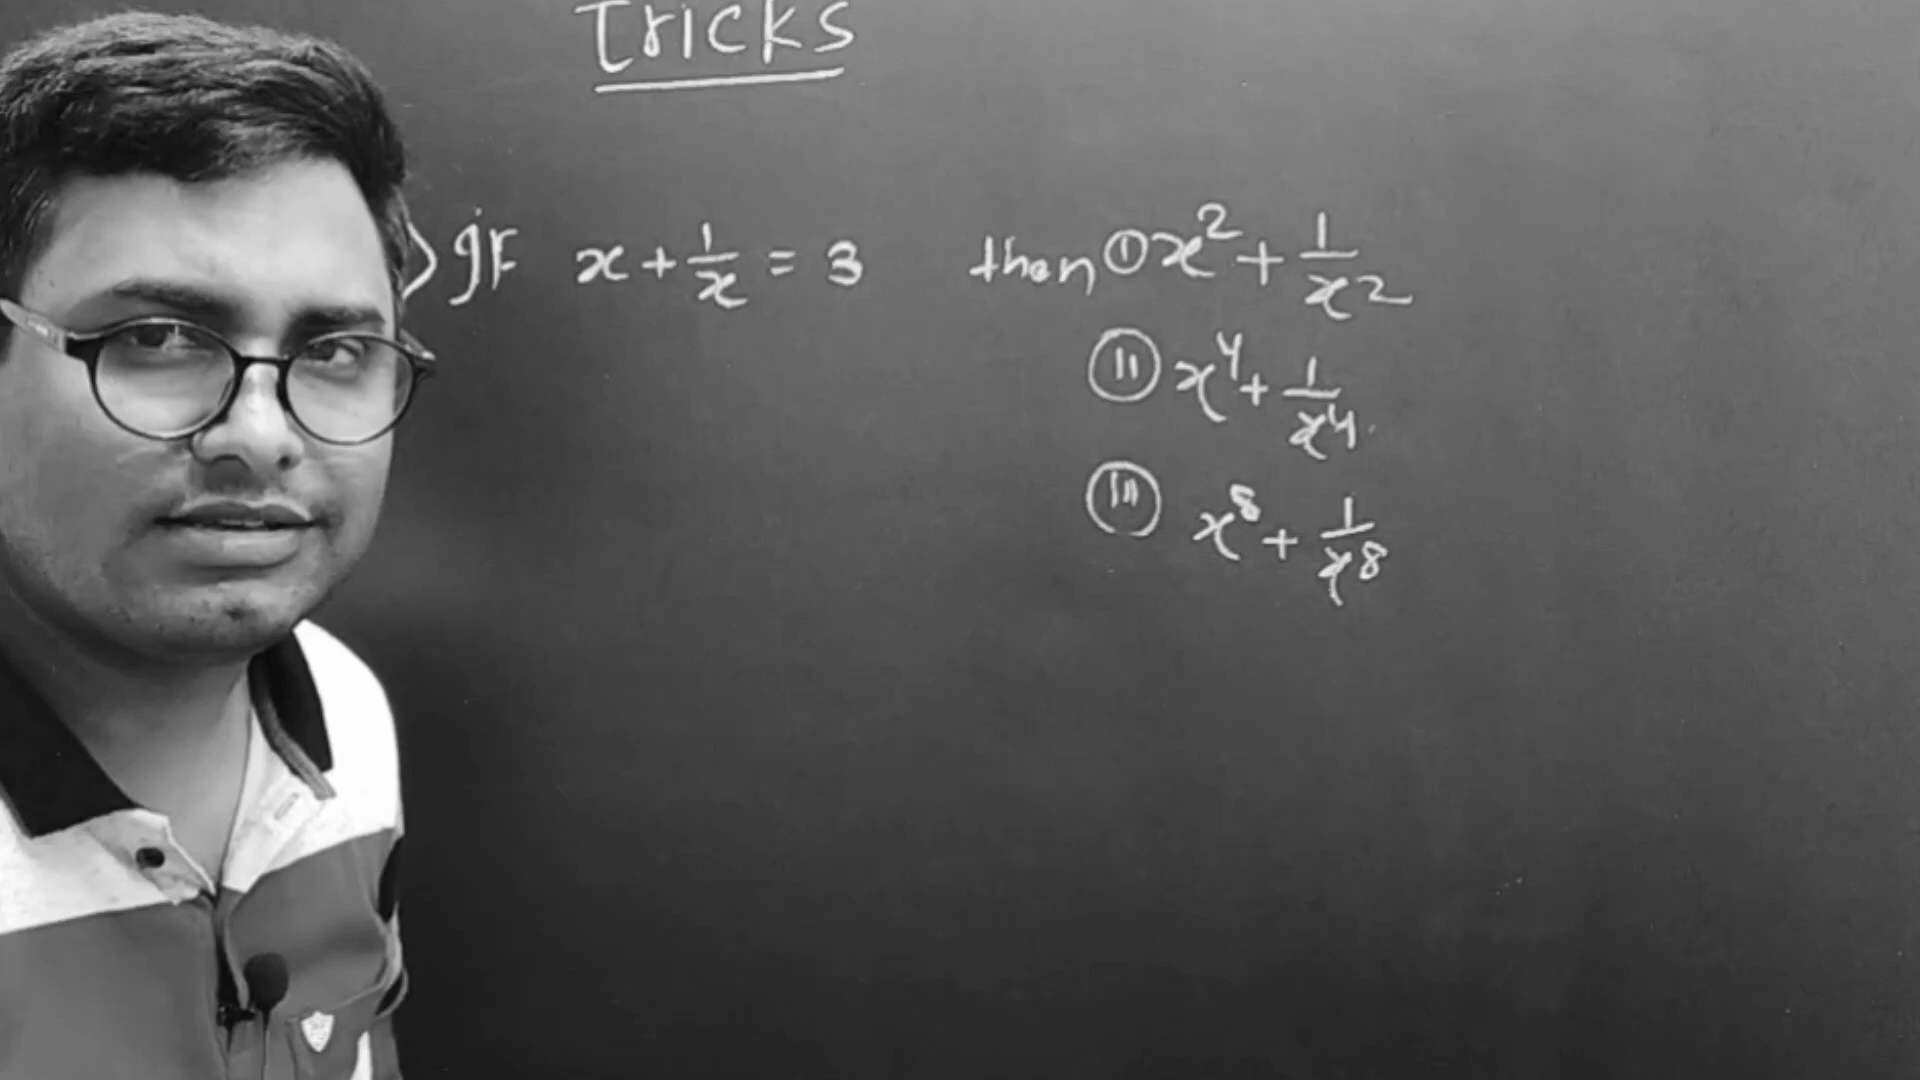 Tricks
> If x + 1/x = 3 then ① x² + 1/x²
ⓘⓘ x⁴ + 1/x⁴
ⓘⓘⓘ x⁸ + 1/x⁸